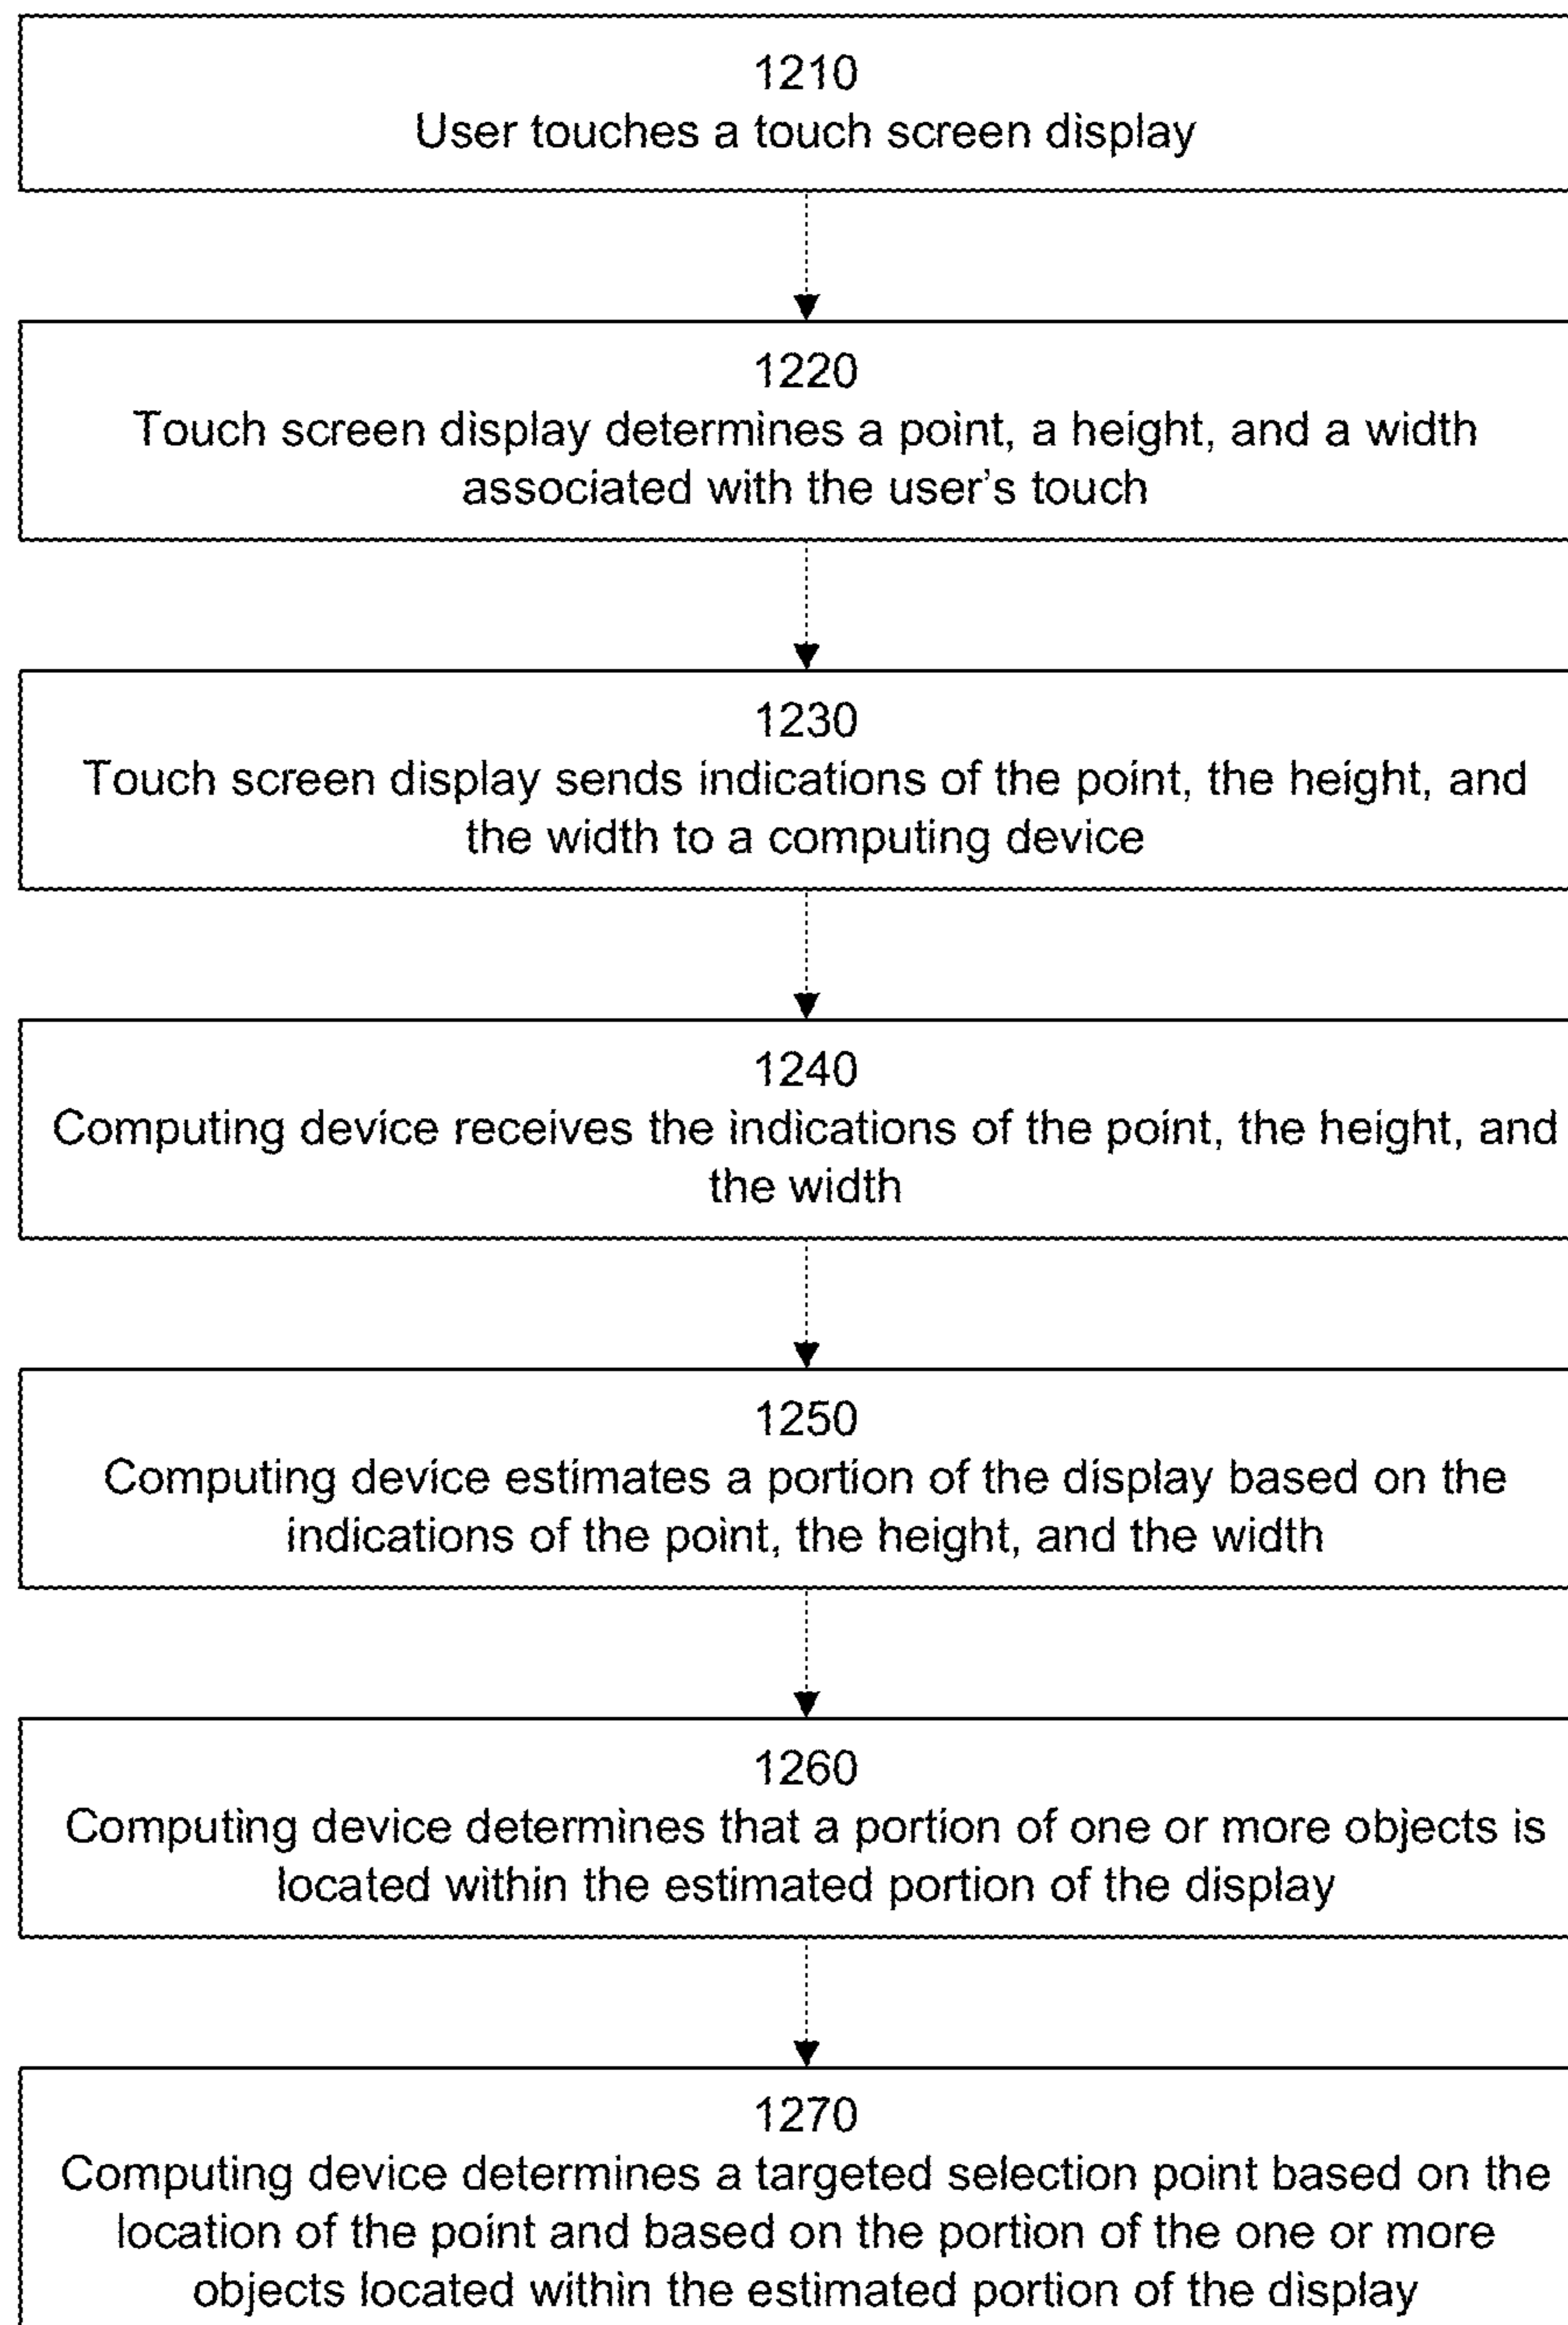 1210
User touches a touch screen display
1220
Touch screen display determines a point, a height, and a width
associated with the user's touch
1230
Touch screen display sends indications of the point, the height, and
the width to a computing device
1240
Computing device receives the indications of the point, the height, and
the width
1250
Computing device estimates a portion of the display based on the
indications of the point, the height, and the width
1260
Computing device determines that a portion of one or more objects is
located within the estimated portion of the display
1270
Computing device determines a targeted selection point based on the
location of the point and based on the portion of the one or more
objects located within the estimated portion of the display